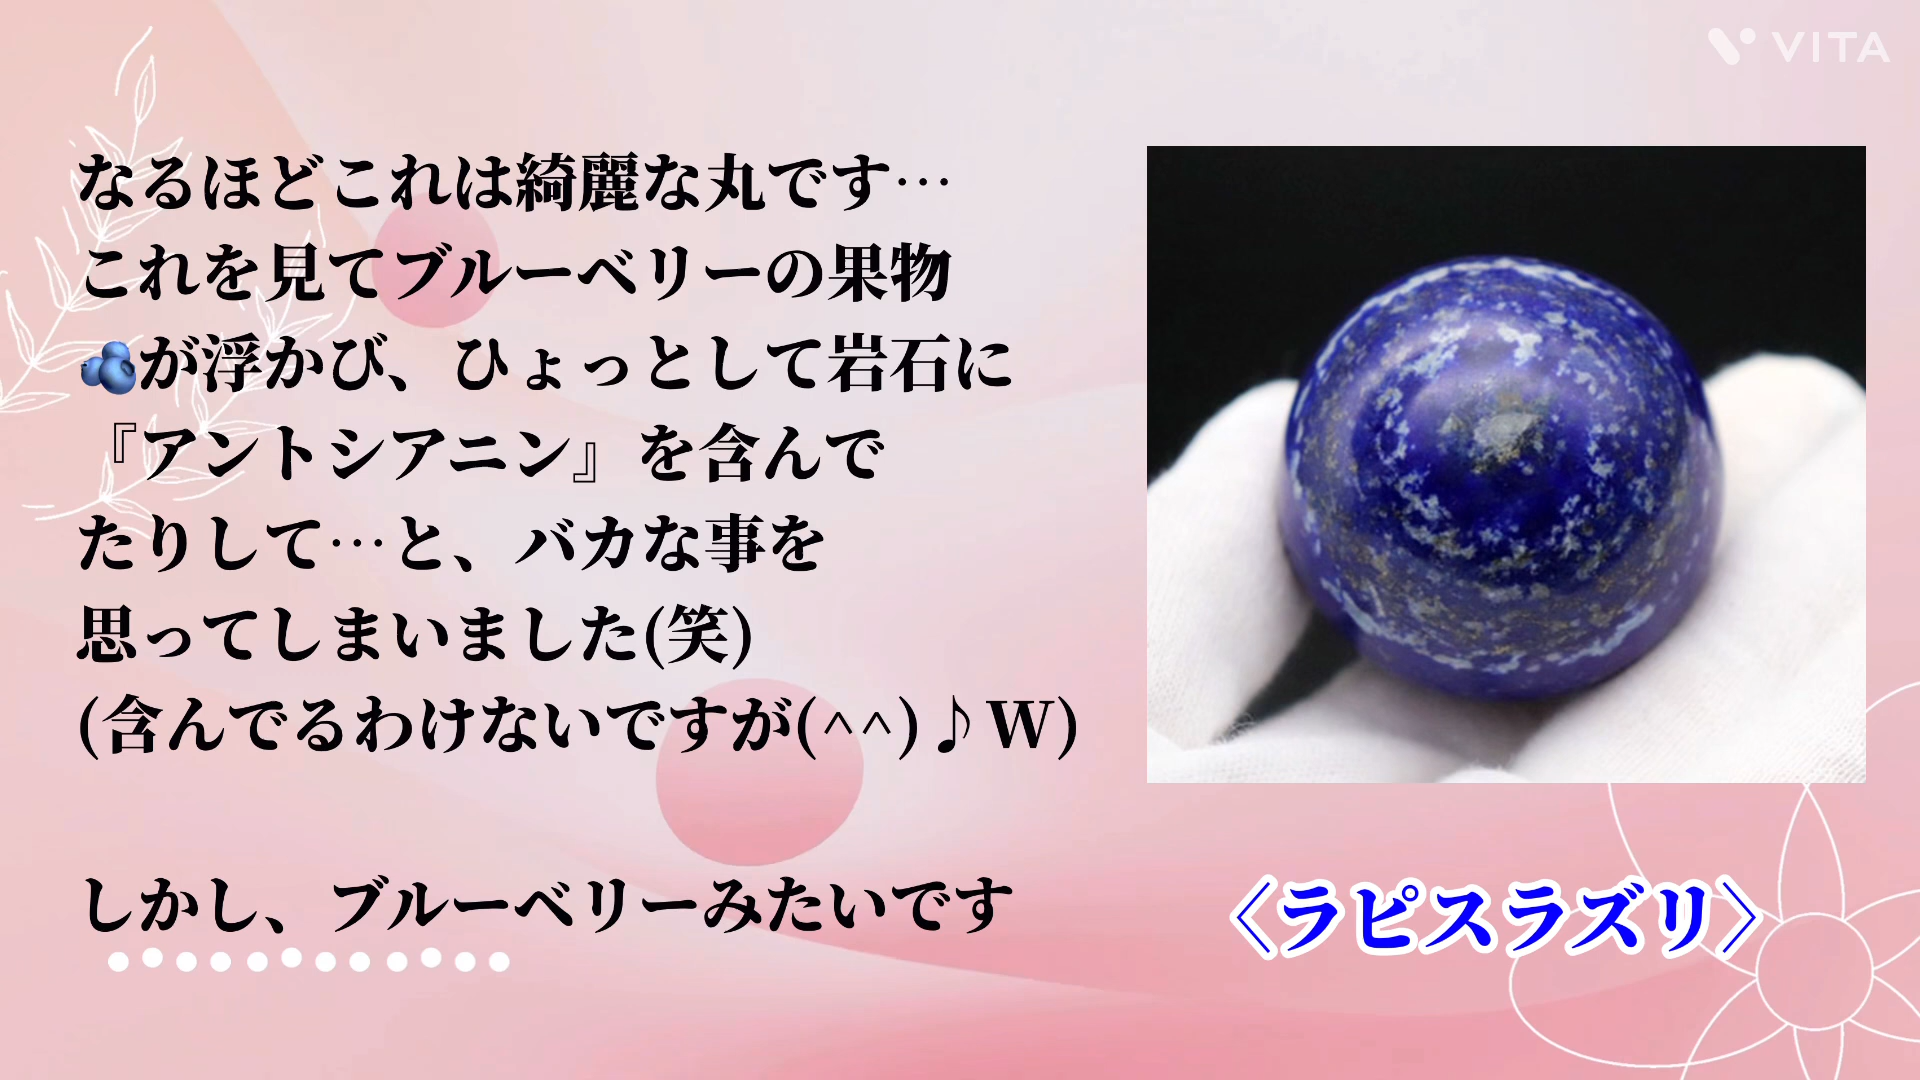 VITA
なるほどこれは綺麗な丸です…
これを見てブルーベリーの果物
🫐が浮かび、ひょっとして岩石に
『アントシアニン』を含んで
たりして…と、バカな事を
思ってしまいました(笑)
(含んでるわけないですが(^^)♪W)
しかし、ブルーベリーみたいです
〈ラピスラズリ〉